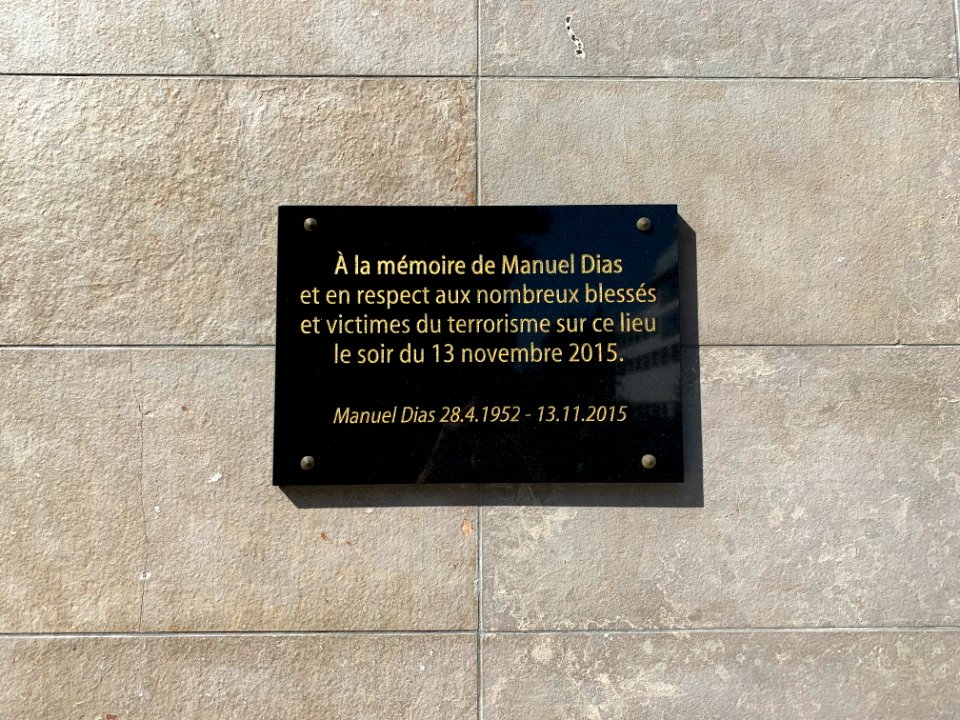 À la mémoire de Manuel Dias
et en respect aux nombreux blessés
et victimes du terrorisme sur ce lieu
le soir du 13 novembre 2015.
Manuel Dias 28.4.1952 - 13.11.2015